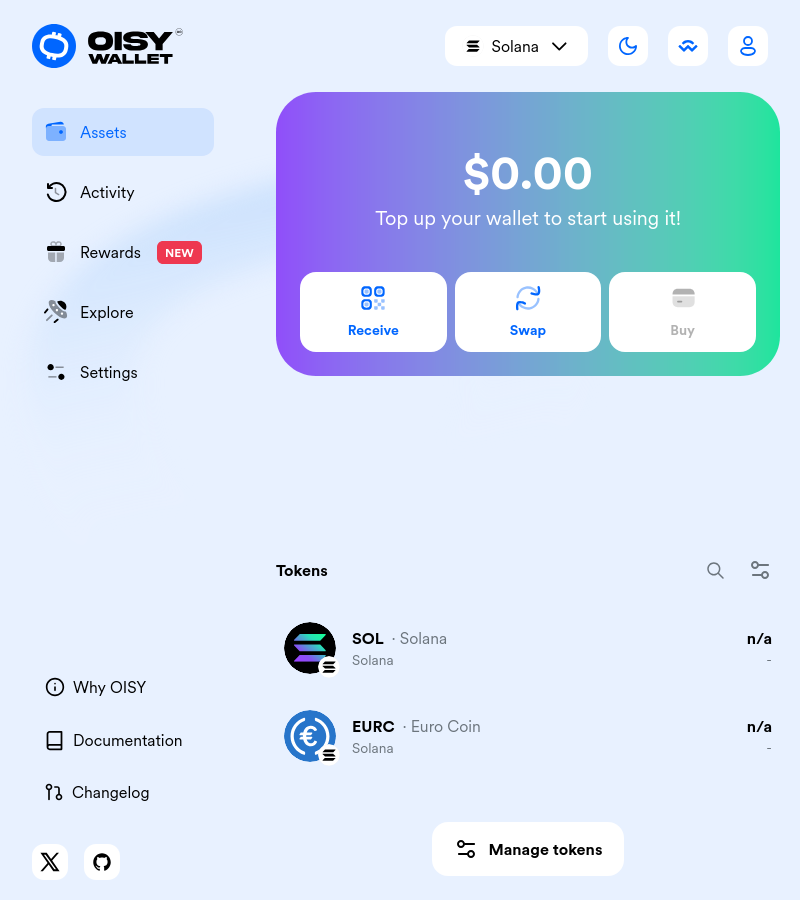 OISY
WALLET
Solana
Assets
Activity
Rewards NEW
Explore
Settings
$0.00
Top up your wallet to start using it!
Receive
Swap
Buy
Tokens
SOL · Solana
Solana
n/a
-
EURC · Euro Coin
Solana
n/a
-
Why OISY
Documentation
Changelog
Manage tokens